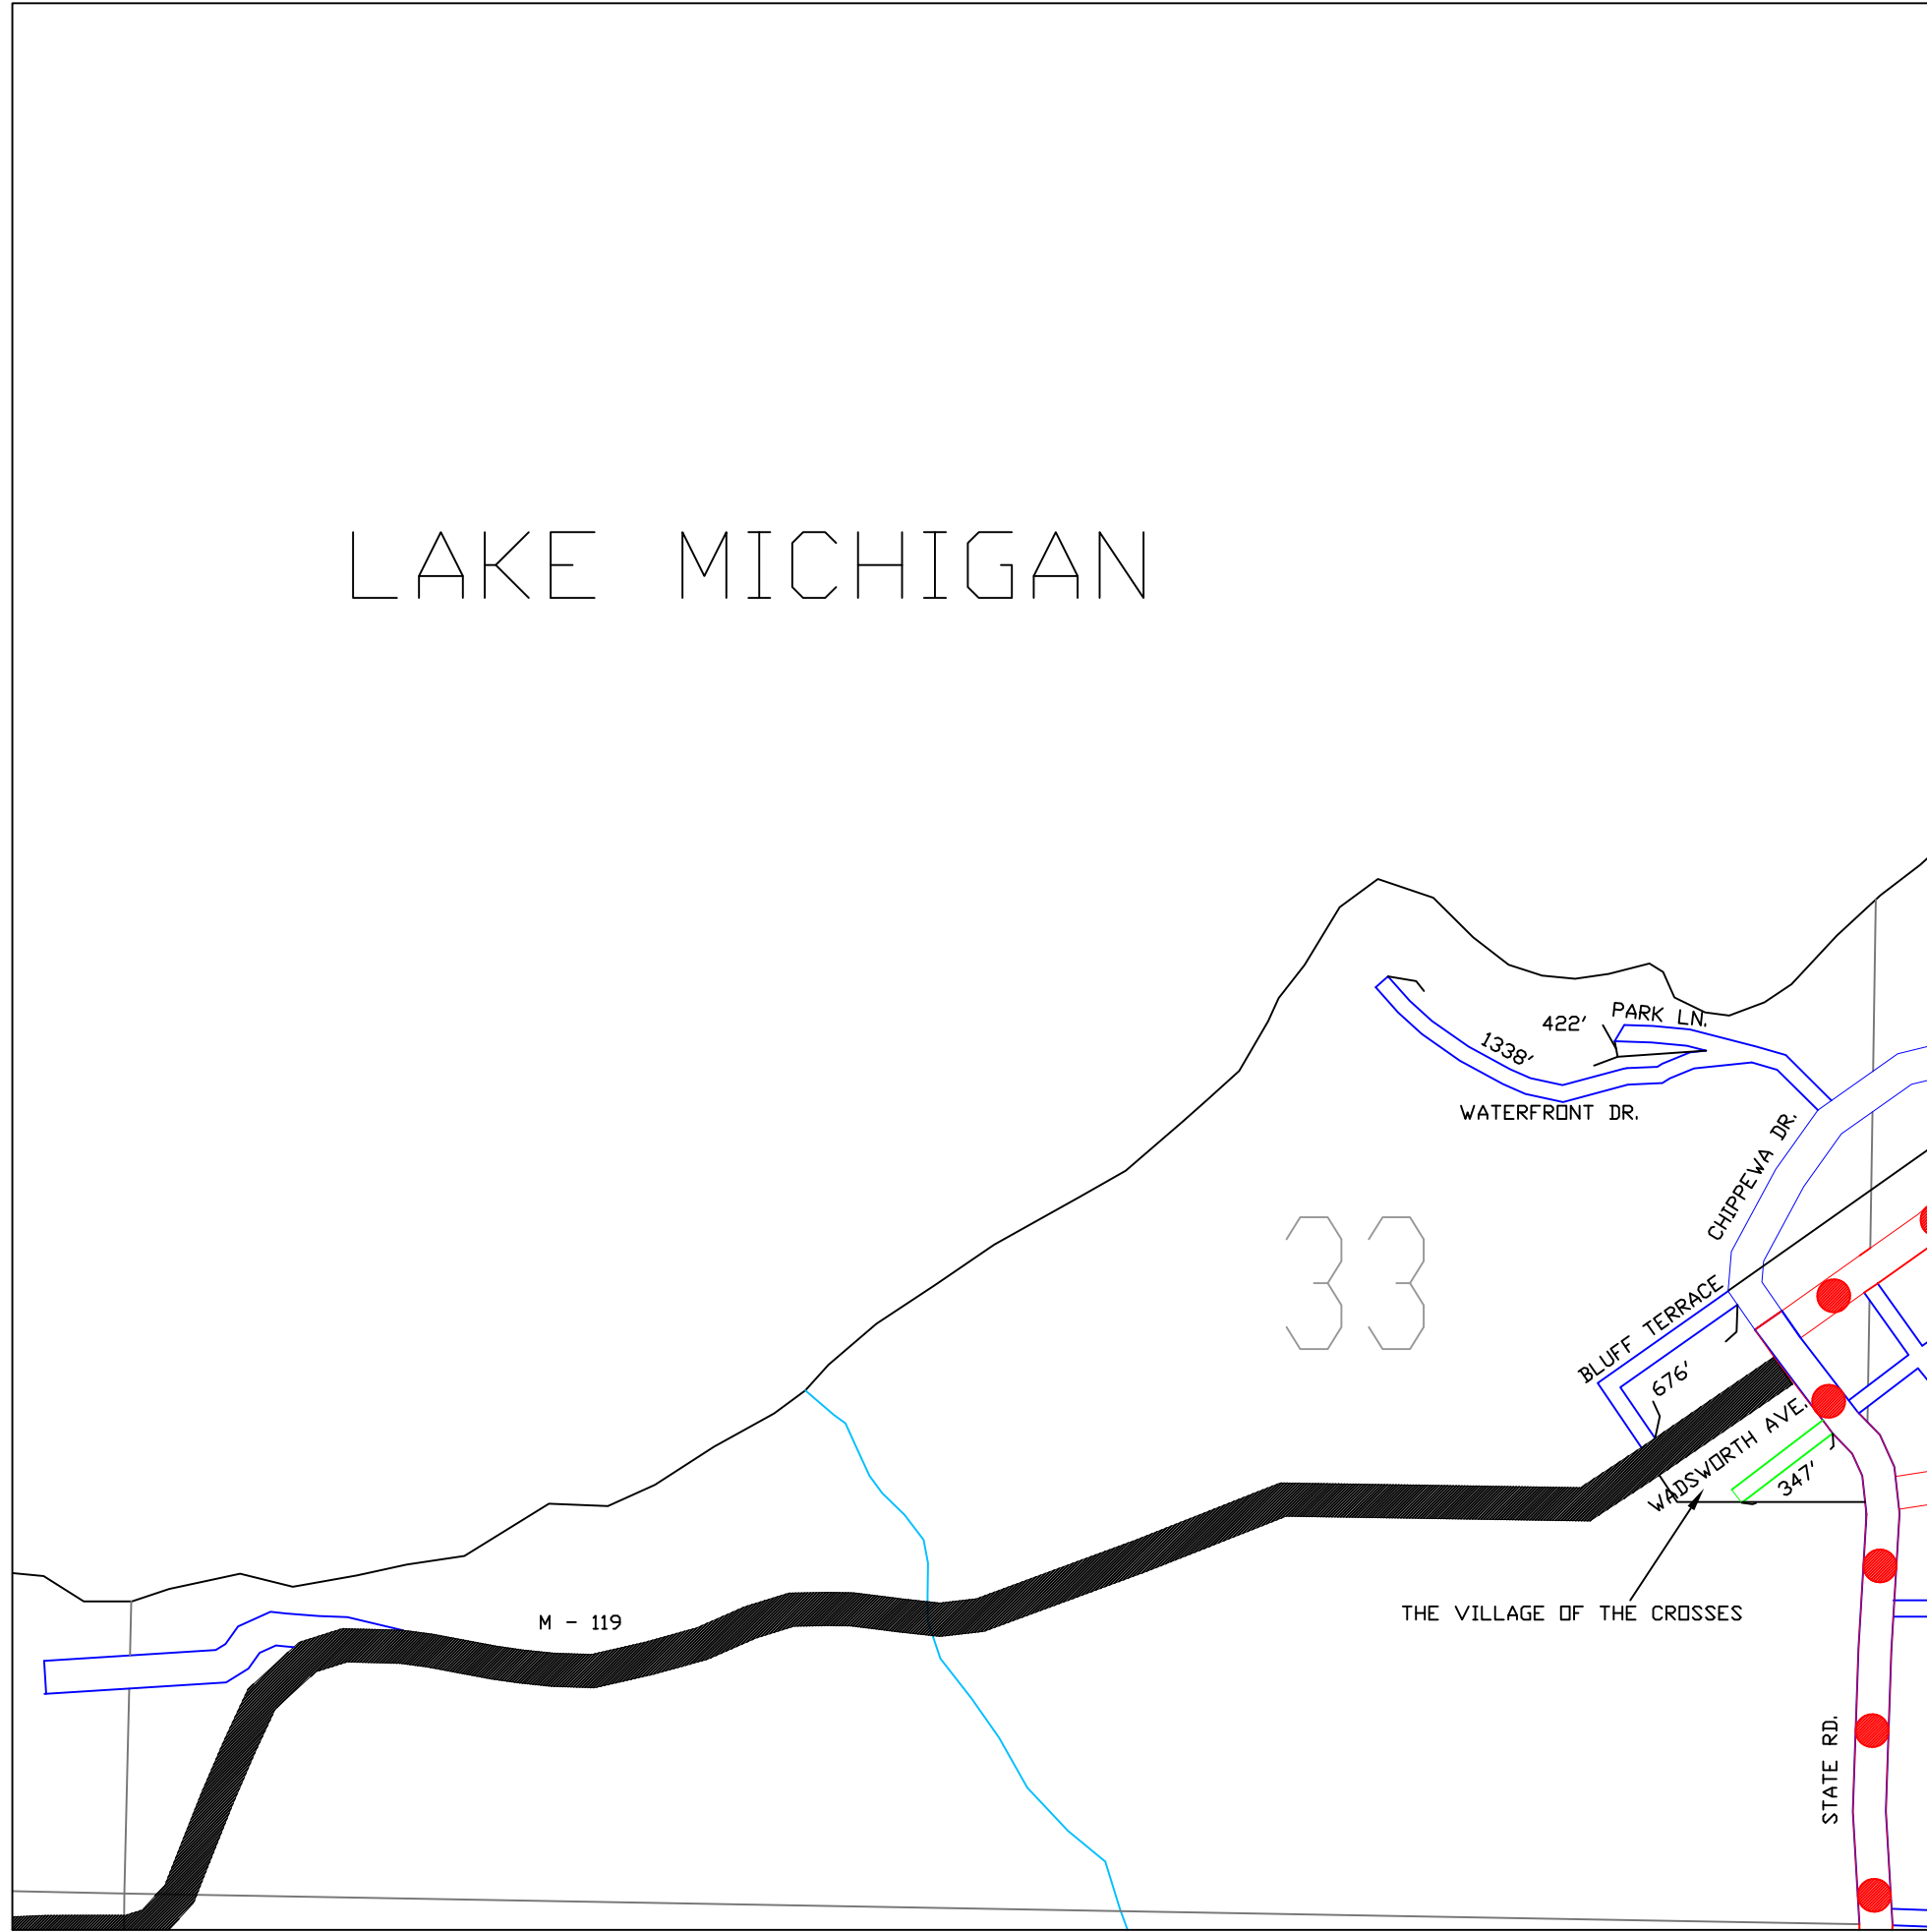 LAKE MICHIGAN
422'
PARK LN.
1338'
WATERFRONT DR.
CHIPPEWA DR.
33
BLUFF TERRACE
676'
WADSWORTH AVE.
347'
THE VILLAGE OF THE CROSSES
M - 119
STATE RD.